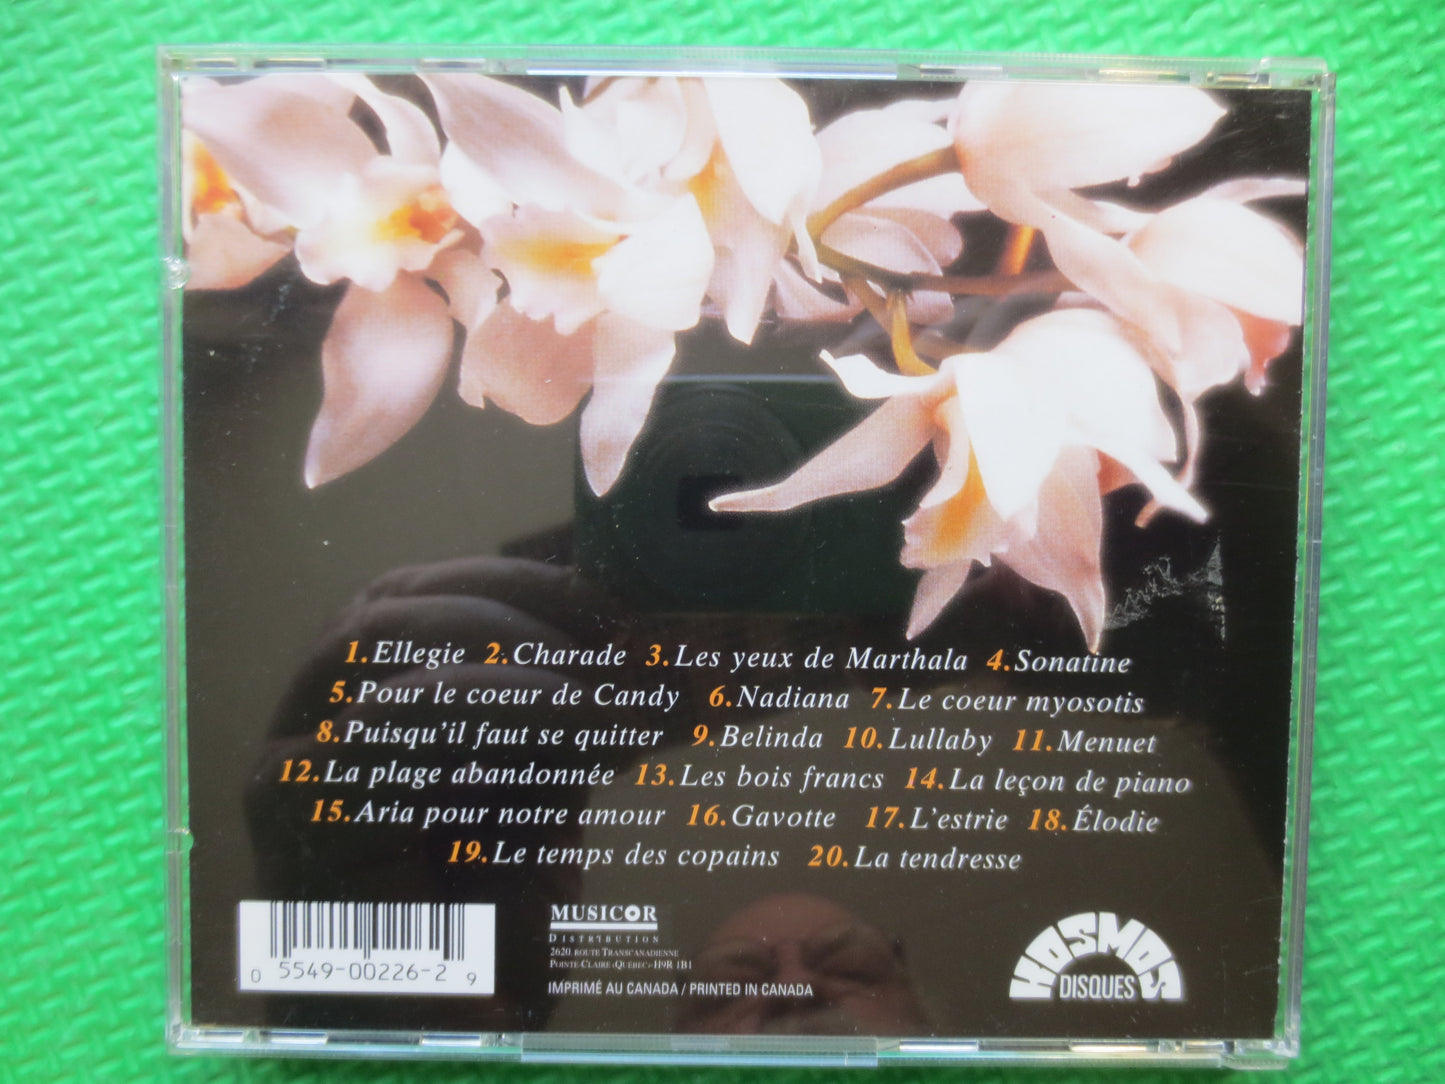 1.Ellegie 2.Charade 3.Les yeux de Marthala 4.Sonatine
5.Pour le coeur de Candy 6.Nadiana 7.Le coeur myosotis
8.Puisqu'il faut se quitter 9.Belinda 10.Lullaby 11.Menuet
12.La plage abandonnée 13.Les bois francs 14.La leçon de piano
15.Aria pour notre amour 16.Gavotte 17.L'estrie 18.Élodie
19.Le temps des copains 20.La tendresse
0 5549-00226-2 9
MUSICOR
DISTRIBUTION
2620, ROUTE TRANSCANADIENNE
POINTE-CLAIRE (QUÉBEC) H9R 1B1
IMPRIMÉ AU CANADA / PRINTED IN CANADA
KOSMOS
DISQUES